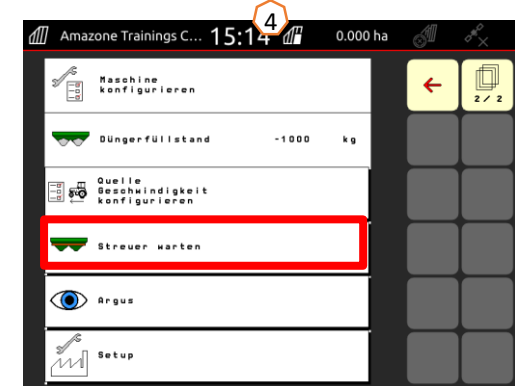 4
Amazone Trainings C... 15:14 0.000 ha
Maschine
konfigurieren
2/2
Düngerfüllstand -1000 kg
Quelle
Geschwindigkeit
konfigurieren
Streuer warten
Argus
Setup